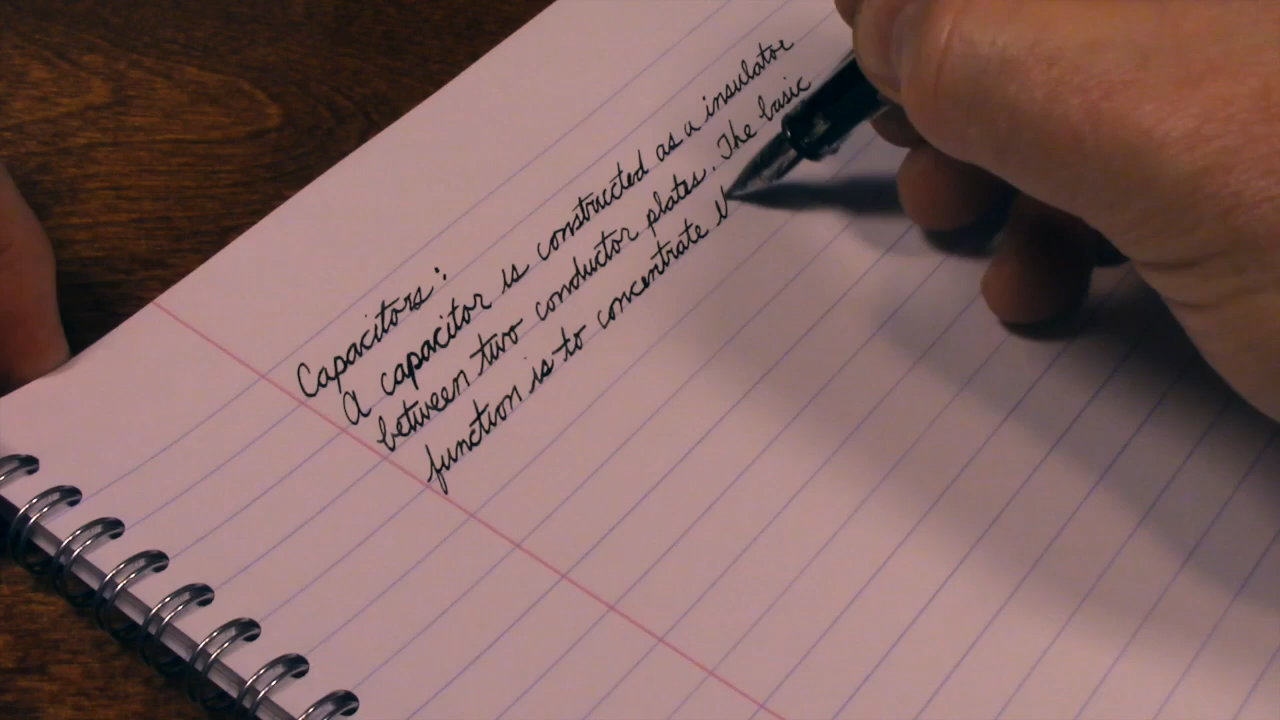 Capacitors:
A capacitor is constructed as a insulator
between two conductor plates. The basic
function is to concentrate